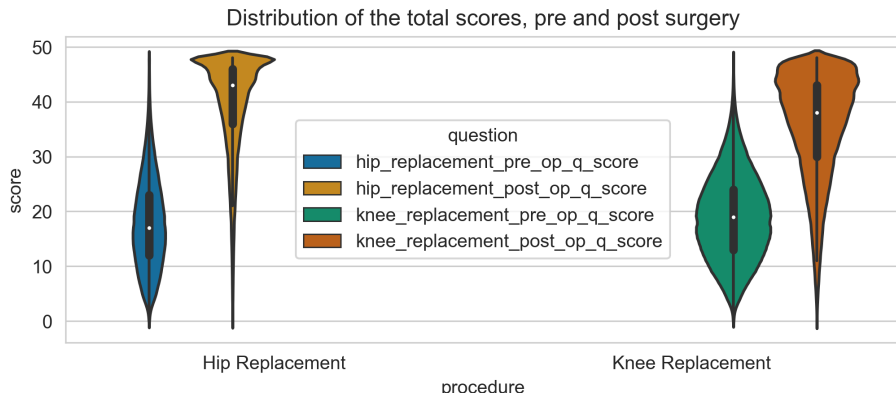 Distribution of the total scores, pre and post surgery
50
40
30
20
10
0
score
question
hip_replacement_pre_op_q_score
hip_replacement_post_op_q_score
knee_replacement_pre_op_q_score
knee_replacement_post_op_q_score
Hip Replacement
Knee Replacement
procedure